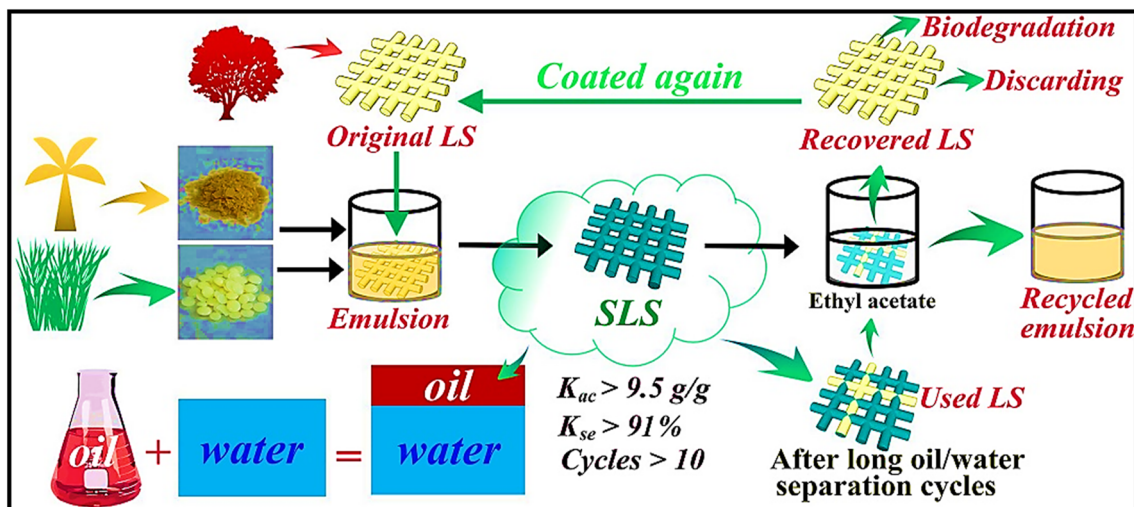 Biodegradation
Coated again
Discarding
Original LS
Recovered LS
Emulsion
SLS
Ethyl acetate
Recycled
emulsion
oil
+
water
=
oil
water
K_ac > 9.5 g/g
K_se > 91%
Cycles > 10
Used LS
After long oil/water
separation cycles